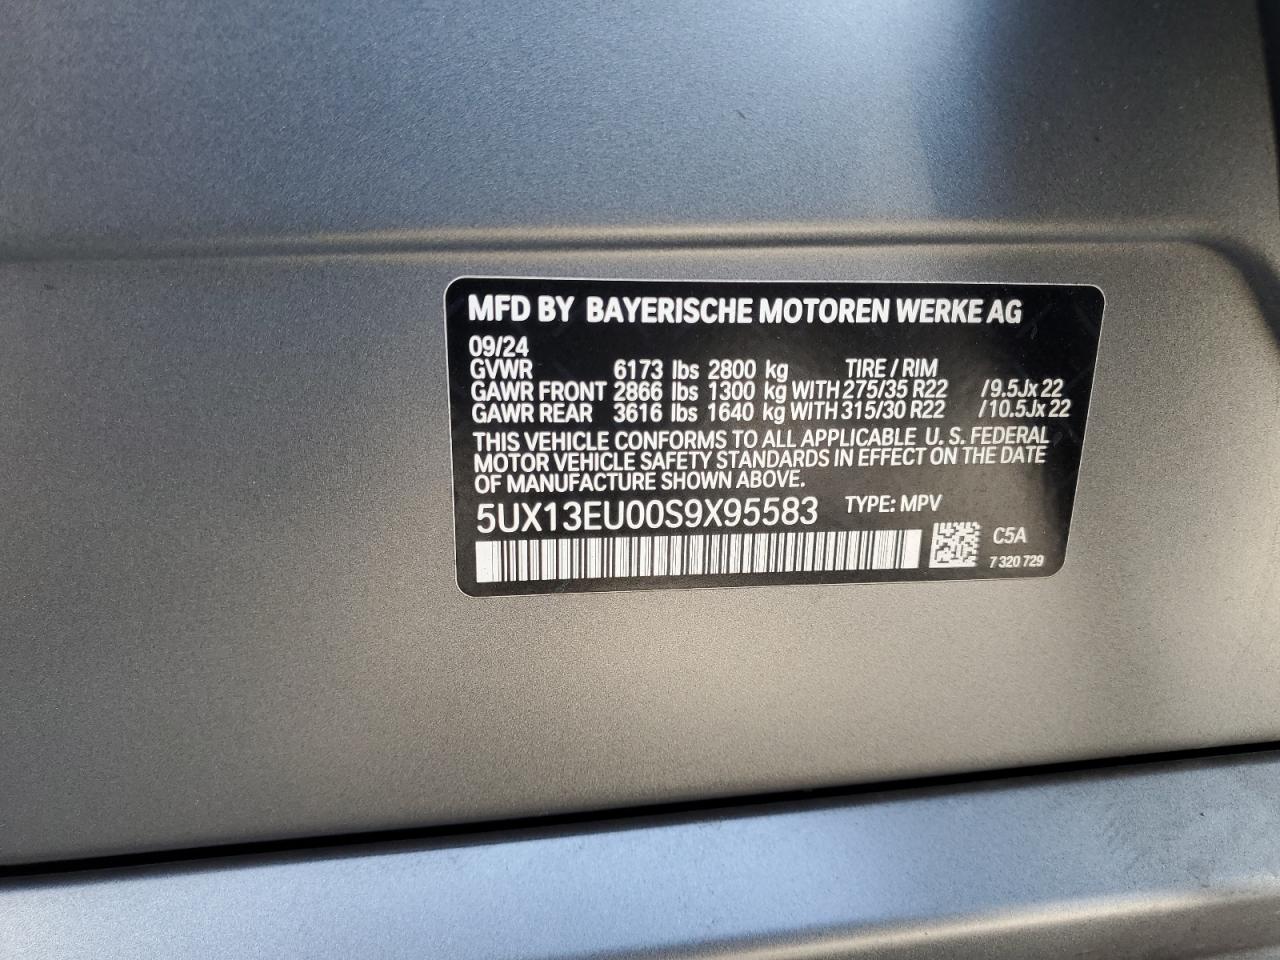 MFD BY BAYERISCHE MOTOREN WERKE AG
09/24
GVWR 6173 lbs 2800 kg TIRE / RIM
GAWR FRONT 2866 lbs 1300 kg WITH 275/35 R22 /9.5Jx22
GAWR REAR 3616 lbs 1640 kg WITH 315/30 R22 /10.5Jx22
THIS VEHICLE CONFORMS TO ALL APPLICABLE U. S. FEDERAL
MOTOR VEHICLE SAFETY STANDARDS IN EFFECT ON THE DATE
OF MANUFACTURE SHOWN ABOVE.
5UX13EU00S9X95583 TYPE: MPV
C5A
7 320 729